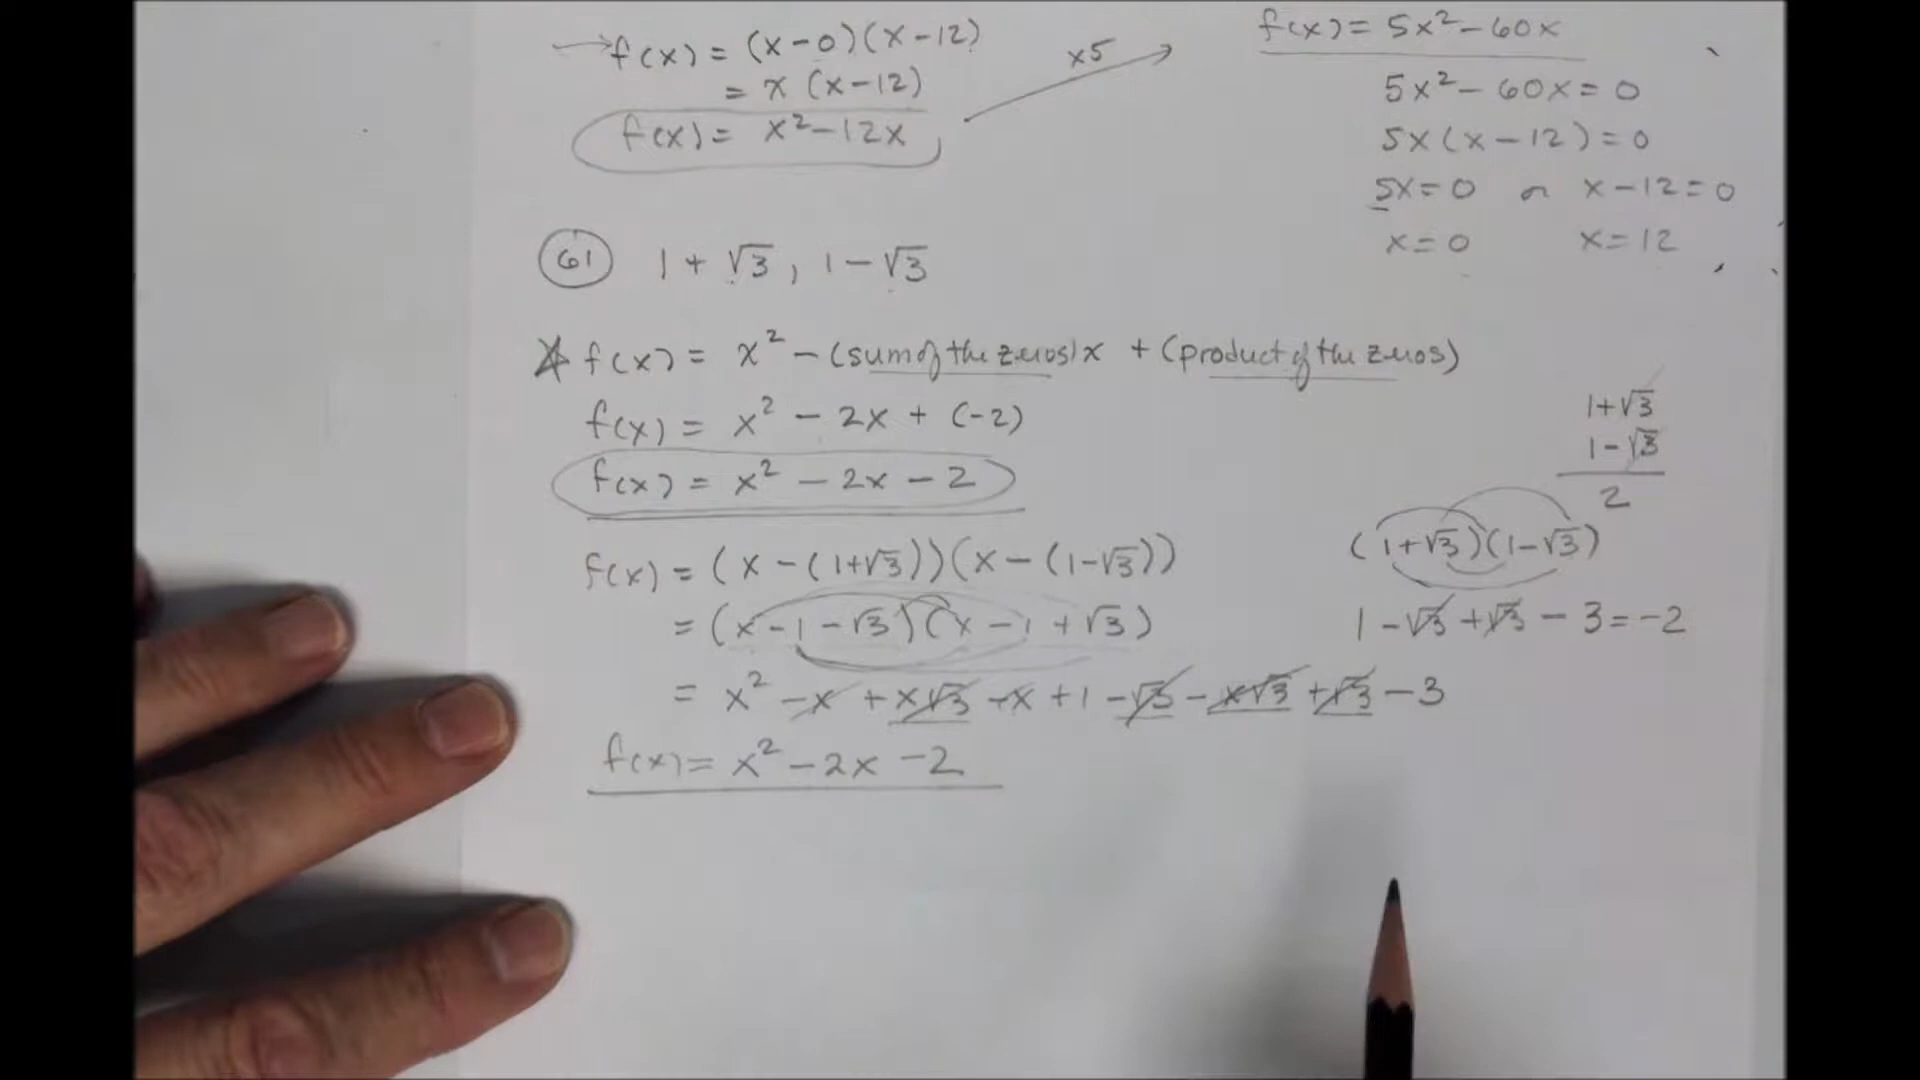 → f(x) = (x-0)(x-12)
= x (x-12)
f(x) = x² - 12x
x5
f(x) = 5x² - 60x
5x² - 60x = 0
5x(x-12) = 0
5x = 0 or x-12 = 0
x = 0 x = 12
61 1 + √3, 1 - √3
f(x) = x² - (sum of the zeros)x + (product of the zeros)
f(x) = x² - 2x + (-2)
f(x) = x² - 2x - 2
1+√3
1-√3
2
(1+√3)(1-√3)
1 - √3 + √3 - 3 = -2
f(x) = (x - (1+√3))(x - (1-√3))
= (x - 1 - √3)(x - 1 + √3)
= x² - x + x√3 - x + 1 - √3 - x√3 + √3 - 3
f(x) = x² - 2x - 2